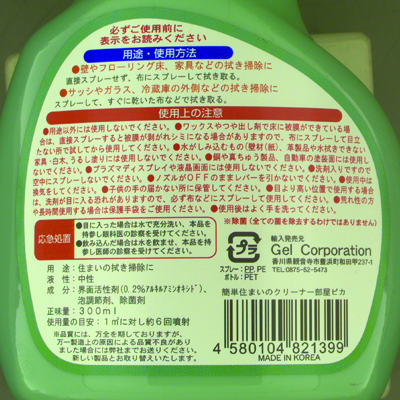 必ずご使用前に
表示をお読みください
用途・使用方法
●壁やフローリング床、家具などの拭き掃除に
直接スプレーせず、布にスプレーして拭き取る。
●サッシやガラス、冷蔵庫の外側などの拭き掃除に
スプレーして、すぐに乾いた布などで拭き取る。
使用上の注意
●用途以外には使用しないでください。●ワックスやつや出し剤で床に被膜ができている場
合は、直接スプレーすると被膜が剥がれシミになる場合がありますので、布にスプレーして目立
たない所で試してから使用してください。●水がしみ込むもの(壁材(紙)、革製品や水拭きできない
家具・白木、うるし塗りには使用しないでください。●銅や真ちゅう製品、自動車の塗装には使用し
ないでください。●プラズマディスプレイや液晶画面には使用しないでください。●洗剤入りですので
空中にスプレーしないでください。●ノズルがOFFのままレバーを引かないでください。●使用中は
換気をしてください。●子供の手の届かない所に保管してください。●目より高い位置で使用する場合
は、洗剤が目に入る恐れがありますので、必ず布などにスプレーして使用してください。●荒れ性の方
や長時間使用する場合は保護手袋をご使用ください。●使用後はよく手を洗ってください。
※除菌(全ての菌を除去するわけではありません)
応急処置
●目に入った場合は水で充分洗い、本品を
持参し眼科医の診察を受けてください。
●飲み込んだ場合は水を飲ませ、本品を持
参し医師の診察を受けてください。
プラ
スプレー:PP,PE
ボトル:PET
輸入発売元
Gel Corporation
香川県観音寺市豊浜町和田甲237-1
TEL:0875-52-5473
用途:住まいの拭き掃除に
液性:中性
成分:界面活性剤(0.2%アルキルアミンオキシド)、
泡調節剤、除菌剤
正味量:300ml
使用量の目安:1㎡に対し約6回噴射
※品質には、万全を期しておりますが、
万一製造上の原因による品質不良があり
ました場合には弊社までお送りください。
新しい製品とお取り替えいたします。
簡単住まいのクリーナー部屋ピカ
4 580104 821399
MADE IN KOREA